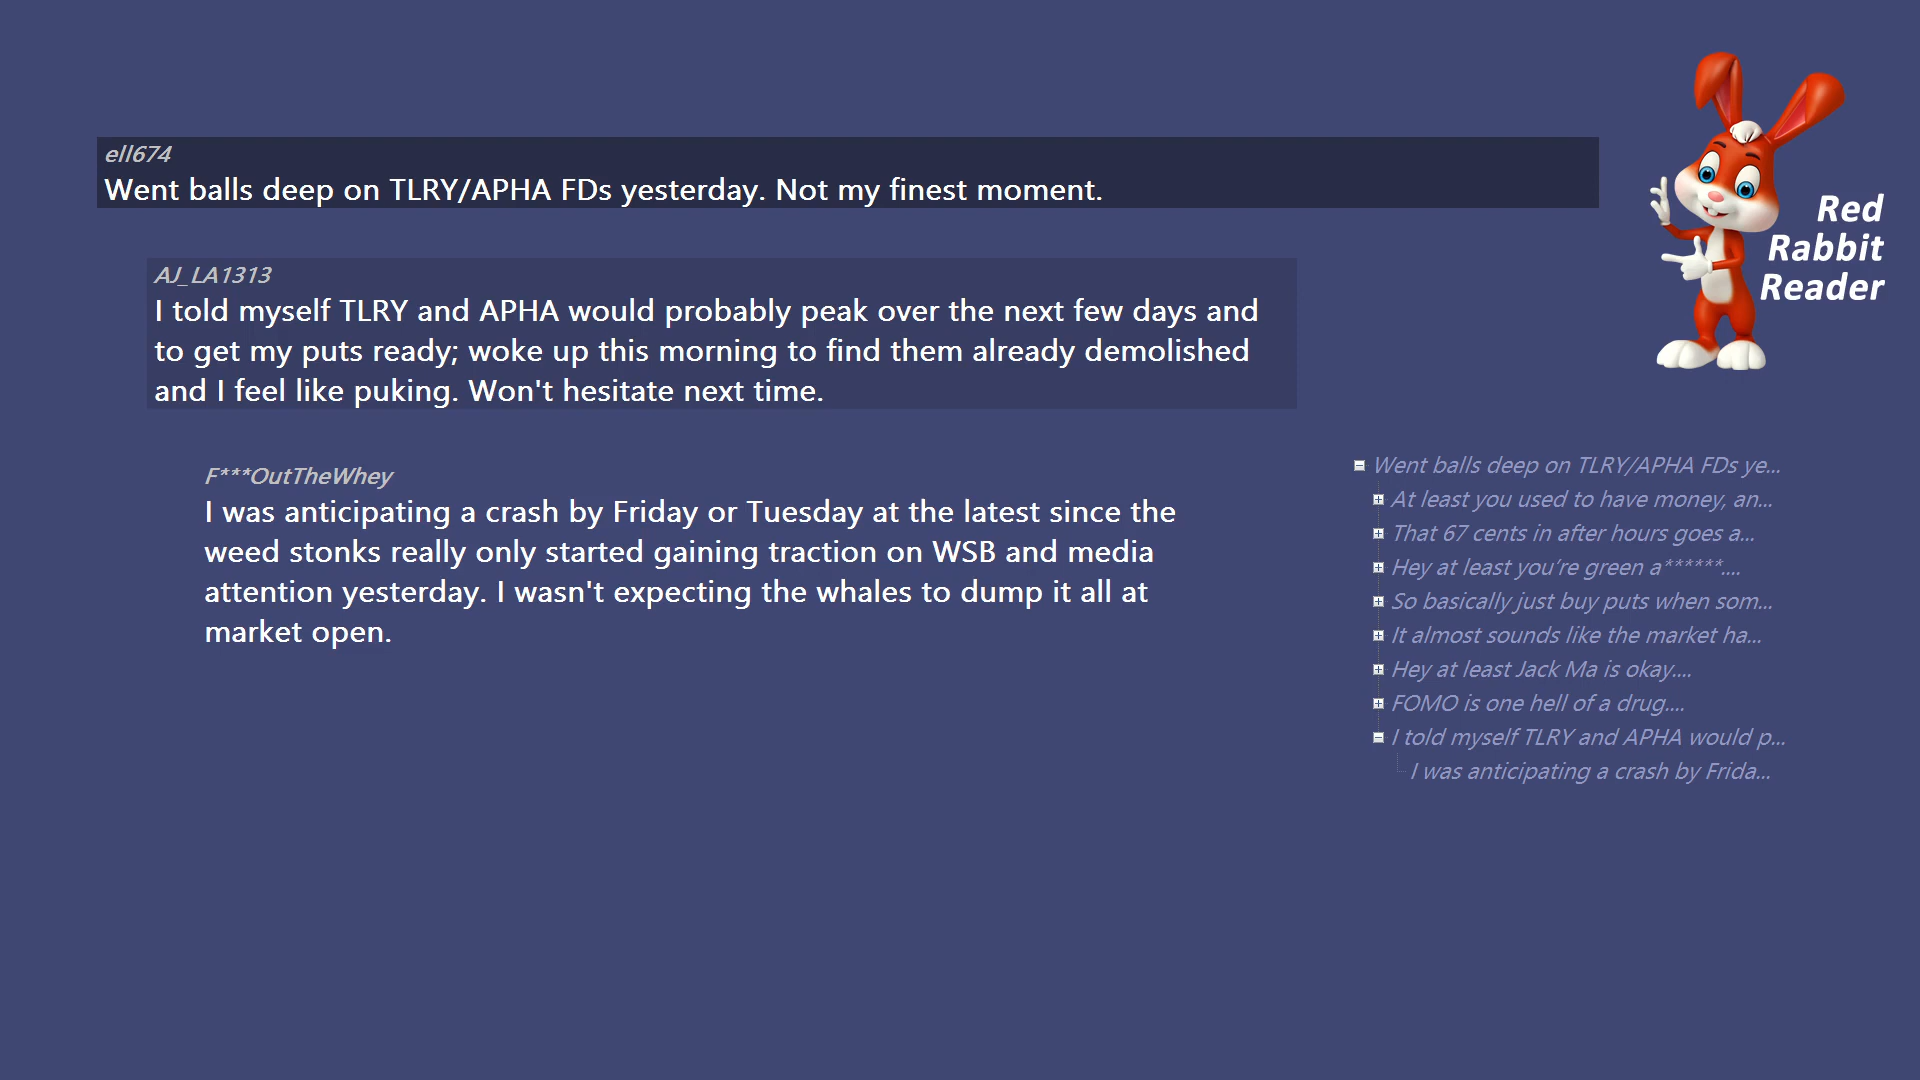 ell674
Went balls deep on TLRY/APHA FDs yesterday. Not my finest moment.
AJ_LA1313
I told myself TLRY and APHA would probably peak over the next few days and
to get my puts ready; woke up this morning to find them already demolished
and I feel like puking. Won't hesitate next time.
F***OutTheWhey
I was anticipating a crash by Friday or Tuesday at the latest since the
weed stonks really only started gaining traction on WSB and media
attention yesterday. I wasn't expecting the whales to dump it all at
market open.
Red
Rabbit
Reader
Went balls deep on TLRY/APHA FDs ye...
At least you used to have money, an...
That 67 cents in after hours goes a...
Hey at least you’re green a******....
So basically just buy puts when som...
It almost sounds like the market ha...
Hey at least Jack Ma is okay....
FOMO is one hell of a drug....
I told myself TLRY and APHA would p...
I was anticipating a crash by Frida...